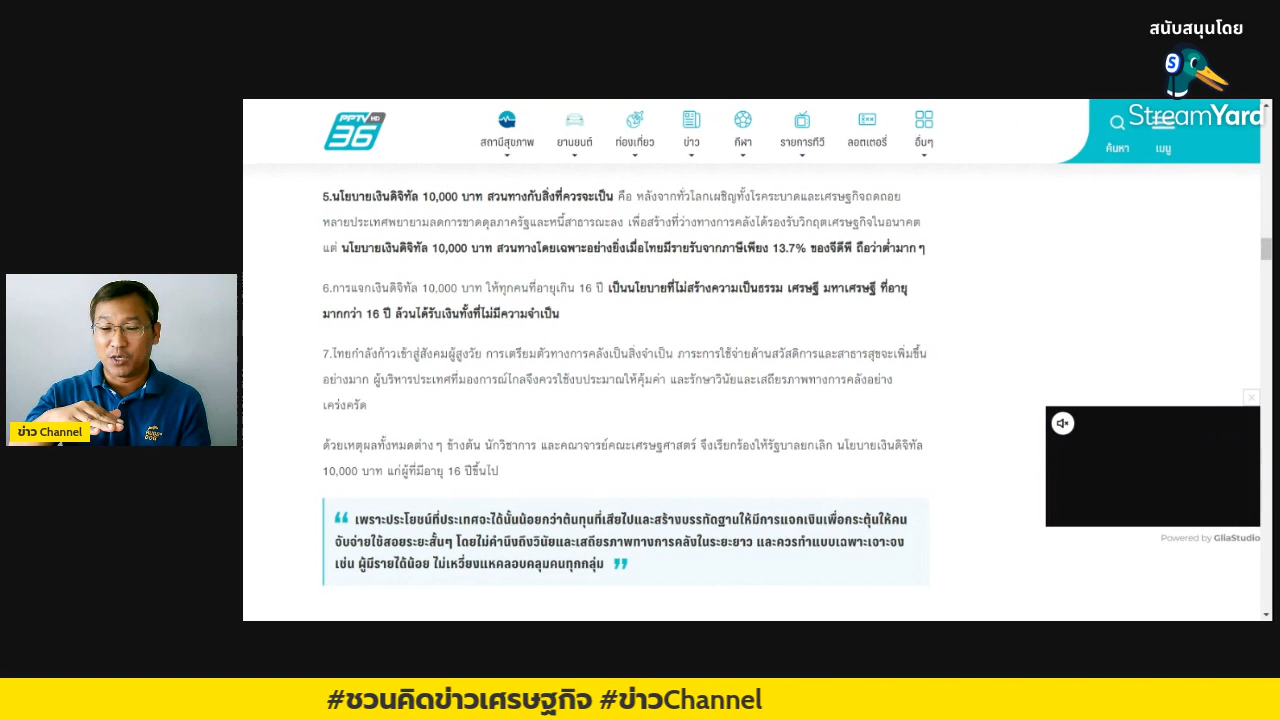 สนับสนุนโดย
S
StreamYard
PPTV HD
36
สถานีสุขภาพ
ยานยนต์
ท่องเที่ยว
ข่าว
กีฬา
รายการทีวี
ลอตเตอรี่
อื่นๆ
ค้นหา
เมนู
5.นโยบายเงินดิจิทัล 10,000 บาท สวนทางกับสิ่งที่ควรจะเป็น คือ หลังจากทั่วโลกเผชิญทั้งโรคระบาดและเศรษฐกิจถดถอย
หลายประเทศพยายามลดการขาดดุลภาครัฐและหนี้สาธารณะลง เพื่อสร้างที่ว่างทางการคลังได้รองรับวิกฤตเศรษฐกิจในอนาคต
แต่ นโยบายเงินดิจิทัล 10,000 บาท สวนทางโดยเฉพาะอย่างยิ่งเมื่อไทยมีรายรับจากภาษีเพียง 13.7% ของจีดีพี ถือว่าต่ำมาก ๆ
6.การแจกเงินดิจิทัล 10,000 บาท ให้ทุกคนที่อายุเกิน 16 ปี เป็นนโยบายที่ไม่สร้างความเป็นธรรม เศรษฐี มหาเศรษฐี ที่อายุ
มากกว่า 16 ปี ล้วนได้รับเงินทั้งที่ไม่มีความจำเป็น
7.ไทยกำลังก้าวเข้าสู่สังคมผู้สูงวัย การเตรียมตัวทางการคลังเป็นสิ่งจำเป็น ภาระการใช้จ่ายด้านสวัสดิการและสาธารสุขจะเพิ่มขึ้น
อย่างมาก ผู้บริหารประเทศที่มองการณ์ไกลจึงควรใช้งบประมาณให้คุ้มค่า และรักษาวินัยและเสถียรภาพทางการคลังอย่าง
เคร่งครัด
ด้วยเหตุผลทั้งหมดต่าง ๆ ข้างต้น นักวิชาการ และคณาจารย์คณะเศรษฐศาสตร์ จึงเรียกร้องให้รัฐบาลยกเลิก นโยบายเงินดิจิทัล
10,000 บาท แก่ผู้ที่มีอายุ 16 ปีขึ้นไป
“ เพราะประโยชน์ที่ประเทศจะได้นั้นน้อยกว่าต้นทุนที่เสียไปและสร้างบรรทัดฐานให้มีการแจกเงินเพื่อกระตุ้นให้คน
จับจ่ายใช้สอยระยะสั้นๆ โดยไม่คำนึงถึงวินัยและเสถียรภาพทางการคลังในระยะยาว และควรทำแบบเฉพาะเจาะจง
เช่น ผู้มีรายได้น้อย ไม่เหวี่ยงแหคลอบคลุมคนทุกกลุ่ม ”
Powered by GliaStudio
ข่าว Channel
#ชวนคิดข่าวเศรษฐกิจ #ข่าวChannel